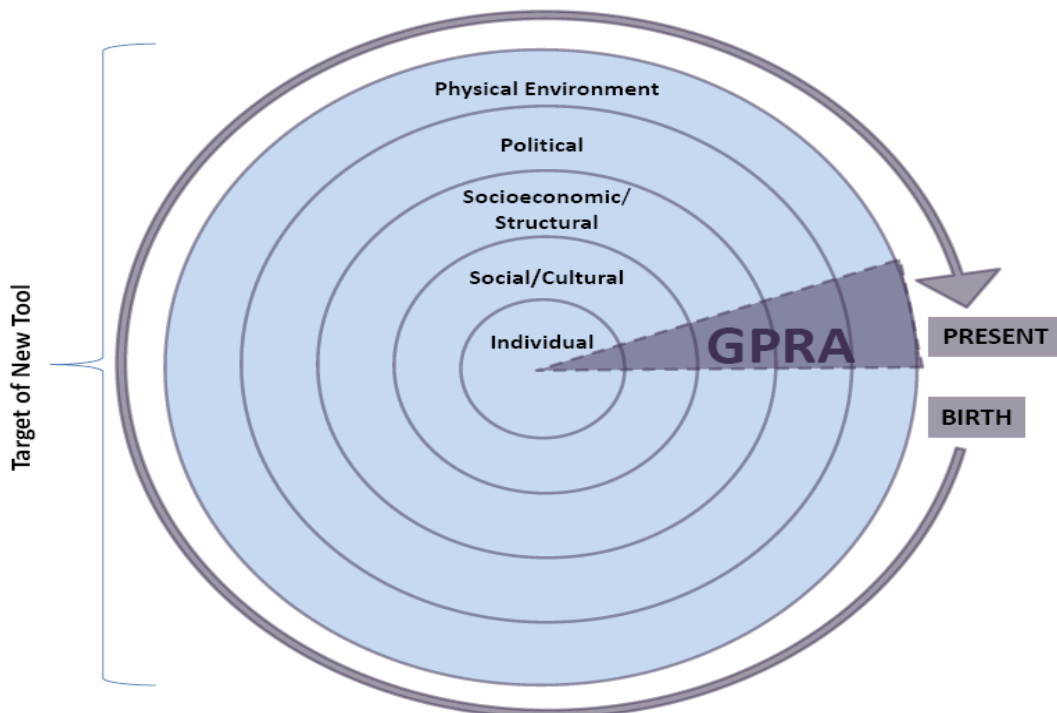 Physical Environment
Political
Socioeconomic/
Structural
Social/Cultural
Individual
GPRA
PRESENT
BIRTH
Target of New Tool